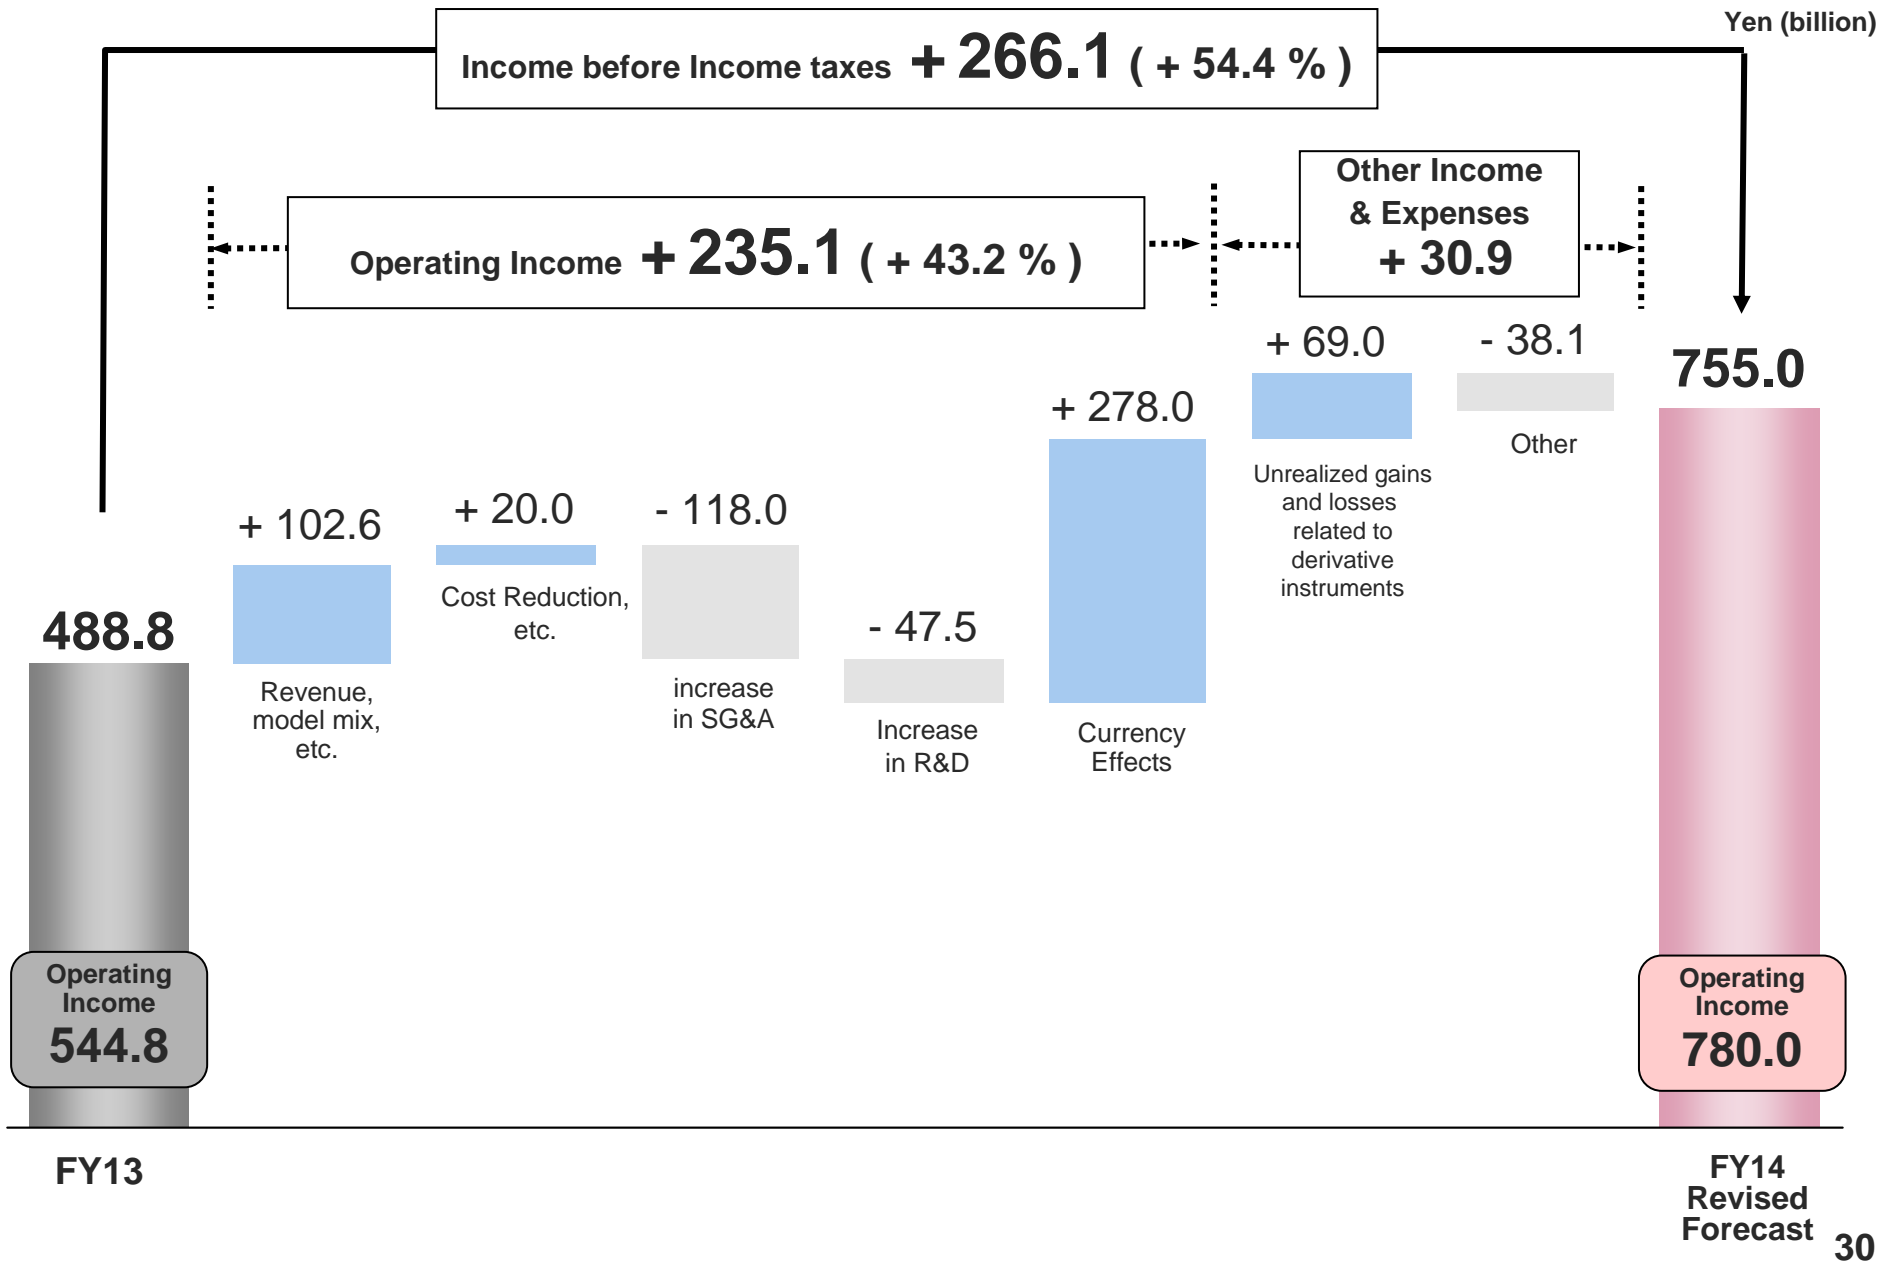 Yen (billion)
Income before Income taxes + 266.1 ( + 54.4 % )
Operating Income + 235.1 ( + 43.2 % )
Other Income
& Expenses
+ 30.9
488.8
+ 102.6
Revenue,
model mix,
etc.
+ 20.0
Cost Reduction,
etc.
- 118.0
increase
in SG&A
- 47.5
Increase
in R&D
+ 278.0
Currency
Effects
+ 69.0
Unrealized gains
and losses
related to
derivative
instruments
- 38.1
Other
755.0
Operating
Income
544.8
Operating
Income
780.0
FY13
FY14
Revised
Forecast
30